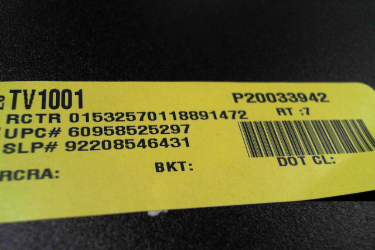 TV1001 P20033942
RCTR 01532570118891472 RT :7
UPC# 60958525297
SLP# 92208546431
RCRA: BKT: DOT CL: